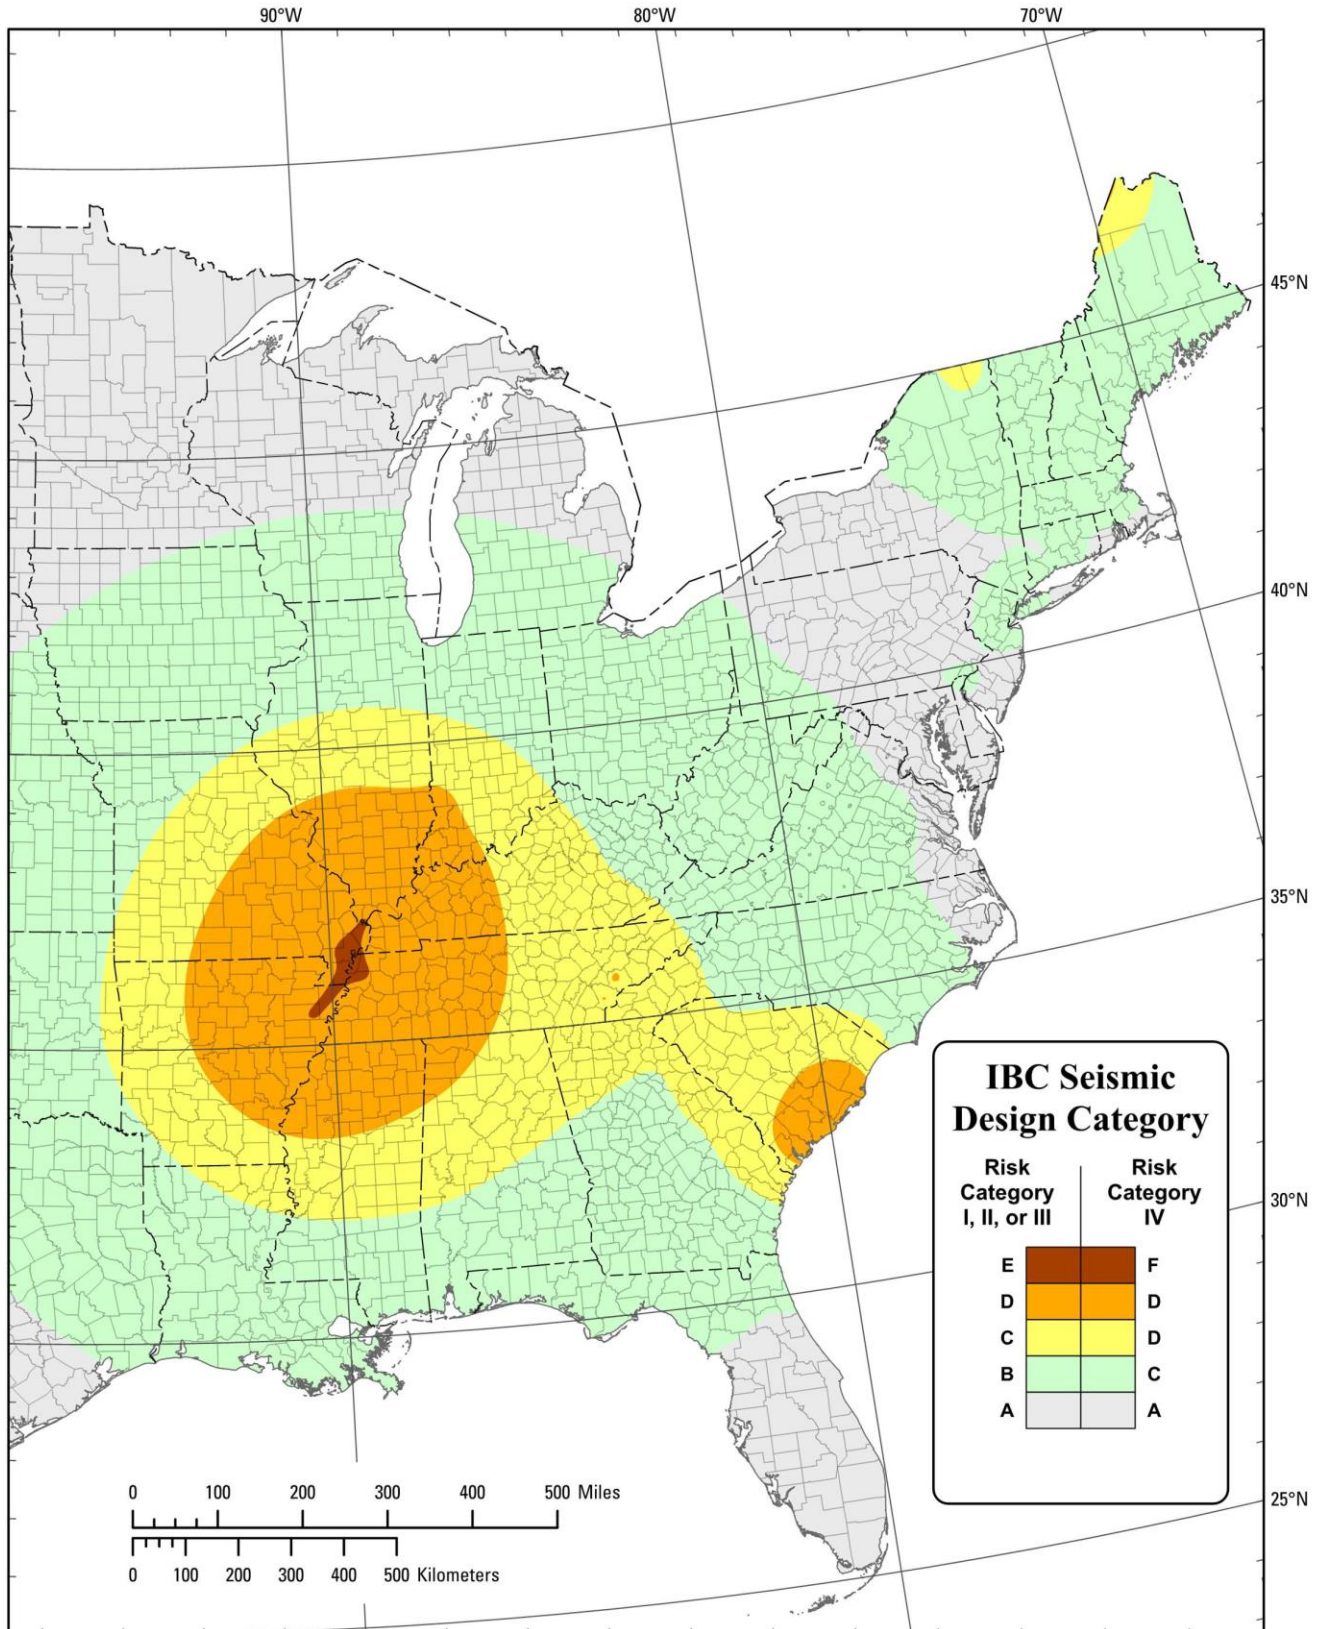 90°W 80°W 70°W
45°N
40°N
35°N
30°N
25°N
IBC Seismic
Design Category
Risk
Category
I, II, or III
Risk
Category
IV
E F
D D
C D
B C
A A
0 100 200 300 400 500 Miles
0 100 200 300 400 500 Kilometers